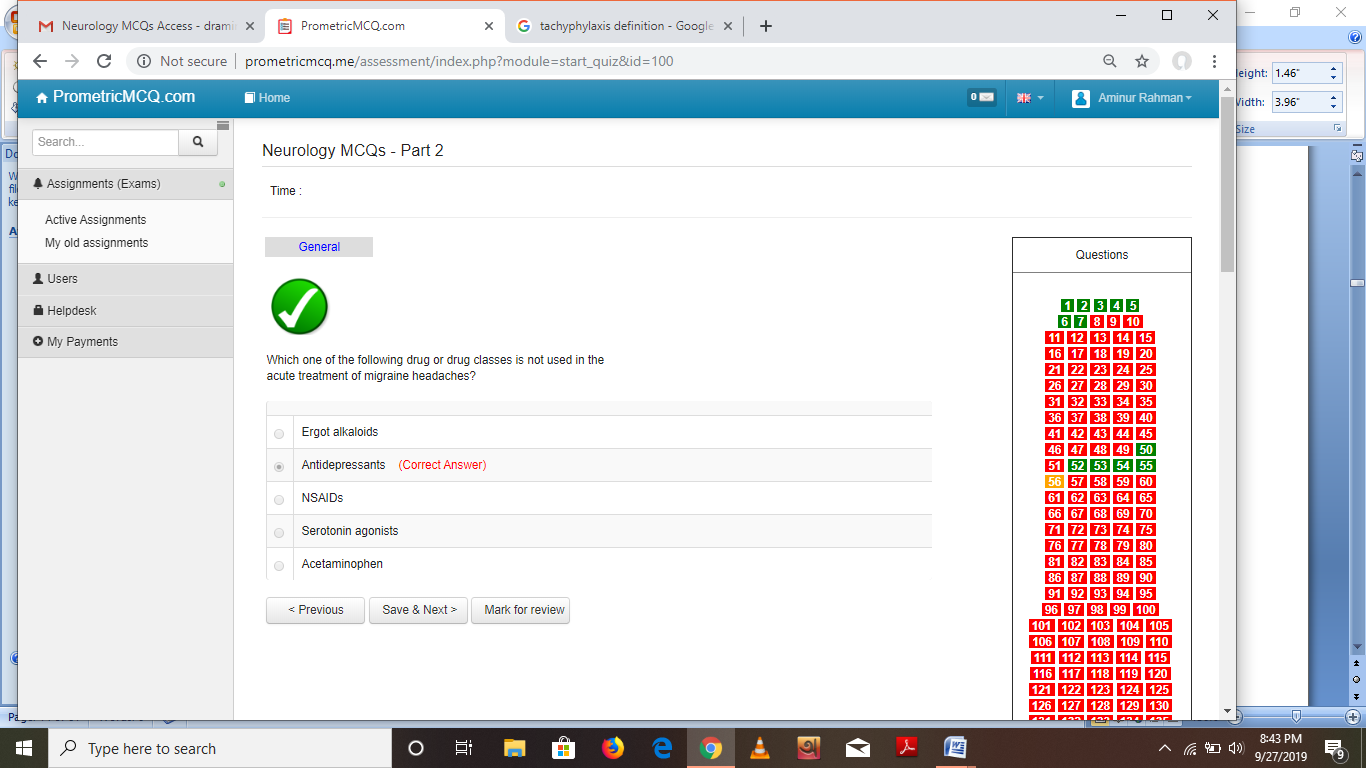 Neurology MCQs Access - drami
PrometricMCQ.com
tachyphylaxis definition - Google
Not secure | prometricmcq.me/assessment/index.php?module=start_quiz&id=100
Height: 1.46"
Width: 3.96"
Size
PrometricMCQ.com
Home
0
Aminur Rahman
Search...
Assignments (Exams)
Active Assignments
My old assignments
Users
Helpdesk
My Payments
Neurology MCQs - Part 2
Time :
General
Which one of the following drug or drug classes is not used in the
acute treatment of migraine headaches?
Ergot alkaloids
Antidepressants (Correct Answer)
NSAIDs
Serotonin agonists
Acetaminophen
< Previous
Save & Next >
Mark for review
Questions
1 2 3 4 5
6 7 8 9 10
11 12 13 14 15
16 17 18 19 20
21 22 23 24 25
26 27 28 29 30
31 32 33 34 35
36 37 38 39 40
41 42 43 44 45
46 47 48 49 50
51 52 53 54 55
56 57 58 59 60
61 62 63 64 65
66 67 68 69 70
71 72 73 74 75
76 77 78 79 80
81 82 83 84 85
86 87 88 89 90
91 92 93 94 95
96 97 98 99 100
101 102 103 104 105
106 107 108 109 110
111 112 113 114 115
116 117 118 119 120
121 122 123 124 125
126 127 128 129 130
Type here to search
8:43 PM
9/27/2019
9